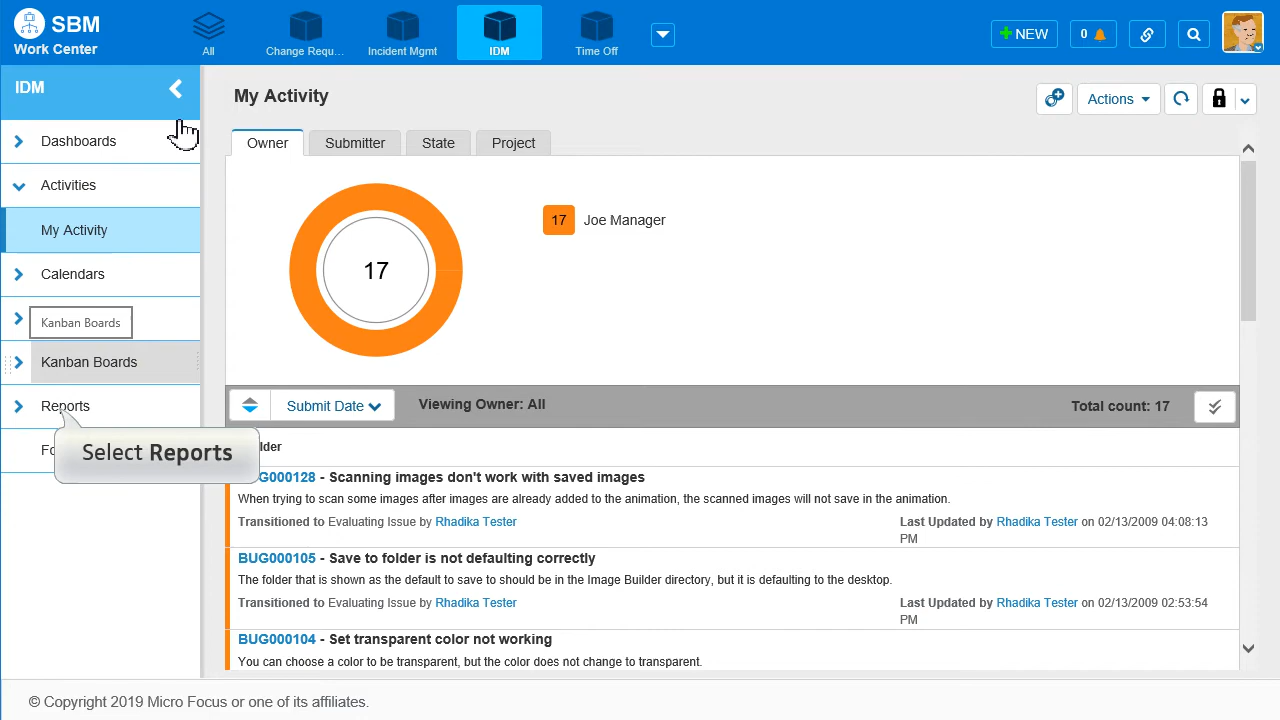 SBM
Work Center
All
Change Requ...
Incident Mgmt
IDM
Time Off
NEW
0
IDM
Dashboards
Activities
My Activity
Calendars
Kanban Boards
Kanban Boards
Reports
Select Reports
My Activity
Actions
Owner
Submitter
State
Project
17
17 Joe Manager
Submit Date
Viewing Owner: All
Total count: 17
BUG000128 - Scanning images don't work with saved images
When trying to scan some images after images are already added to the animation, the scanned images will not save in the animation.
Transitioned to Evaluating Issue by Rhadika Tester
Last Updated by Rhadika Tester on 02/13/2009 04:08:13
PM
BUG000105 - Save to folder is not defaulting correctly
The folder that is shown as the default to save to should be in the Image Builder directory, but it is defaulting to the desktop.
Transitioned to Evaluating Issue by Rhadika Tester
Last Updated by Rhadika Tester on 02/13/2009 02:53:54
PM
BUG000104 - Set transparent color not working
You can choose a color to be transparent, but the color does not change to transparent.
© Copyright 2019 Micro Focus or one of its affiliates.